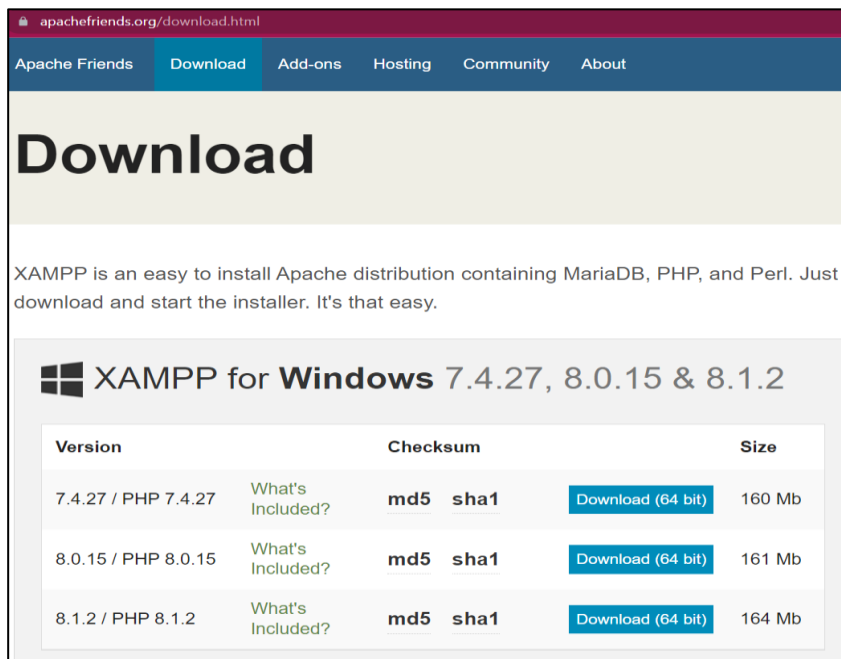 apachefriends.org/download.html
Apache Friends Download Add-ons Hosting Community About
Download
XAMPP is an easy to install Apache distribution containing MariaDB, PHP, and Perl. Just
download and start the installer. It's that easy.
XAMPP for Windows 7.4.27, 8.0.15 & 8.1.2
Version Checksum Size
7.4.27 / PHP 7.4.27 What's Included? md5 sha1 Download (64 bit) 160 Mb
8.0.15 / PHP 8.0.15 What's Included? md5 sha1 Download (64 bit) 161 Mb
8.1.2 / PHP 8.1.2 What's Included? md5 sha1 Download (64 bit) 164 Mb